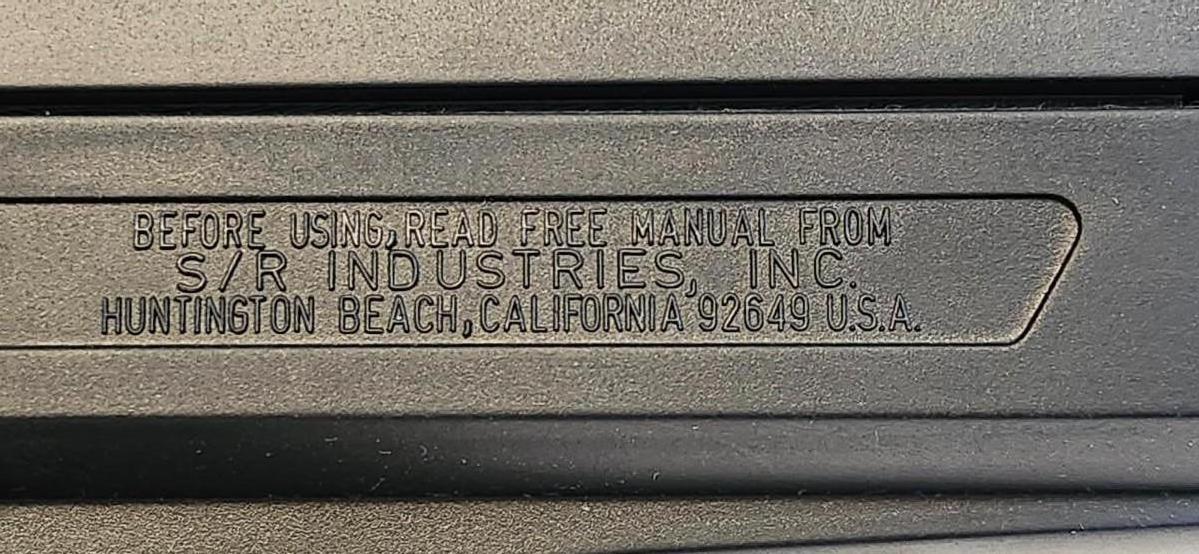 BEFORE USING, READ FREE MANUAL FROM
S/R INDUSTRIES, INC.
HUNTINGTON BEACH, CALIFORNIA 92649 U.S.A.